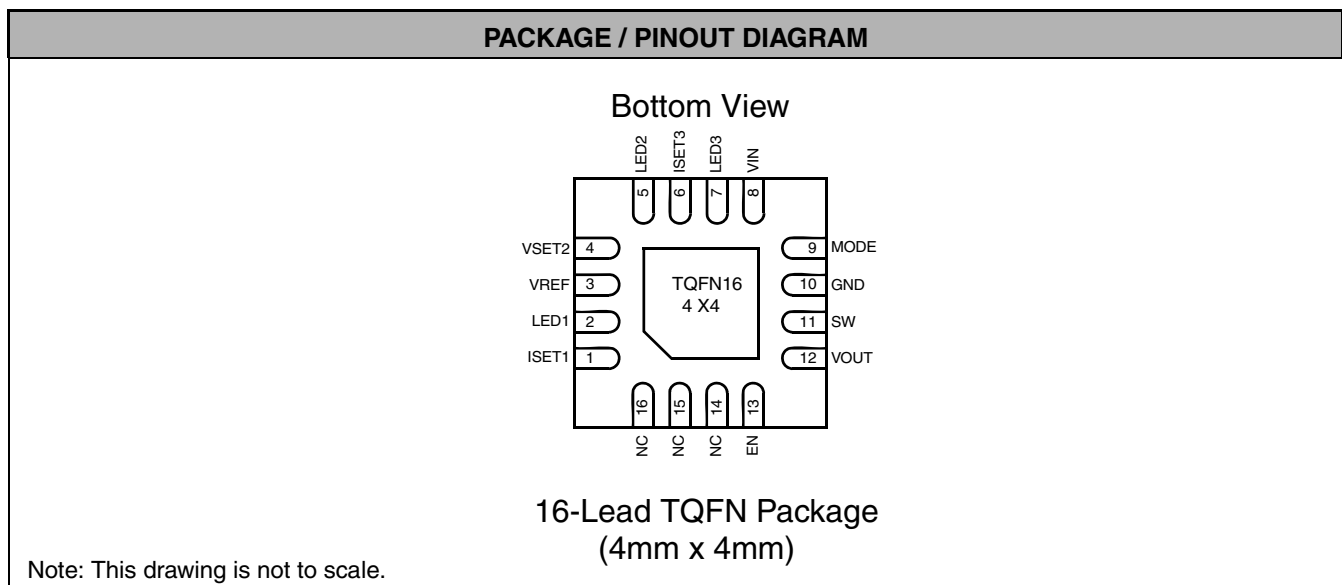 PACKAGE / PINOUT DIAGRAM
Bottom View
LED2
ISET3
LED3
VIN
5
6
7
8
VSET2 4
VREF 3
LED1 2
ISET1 1
TQFN16
4 X4
9 MODE
10 GND
11 SW
12 VOUT
16
15
14
13
NC
NC
NC
EN
16-Lead TQFN Package
(4mm x 4mm)
Note: This drawing is not to scale.